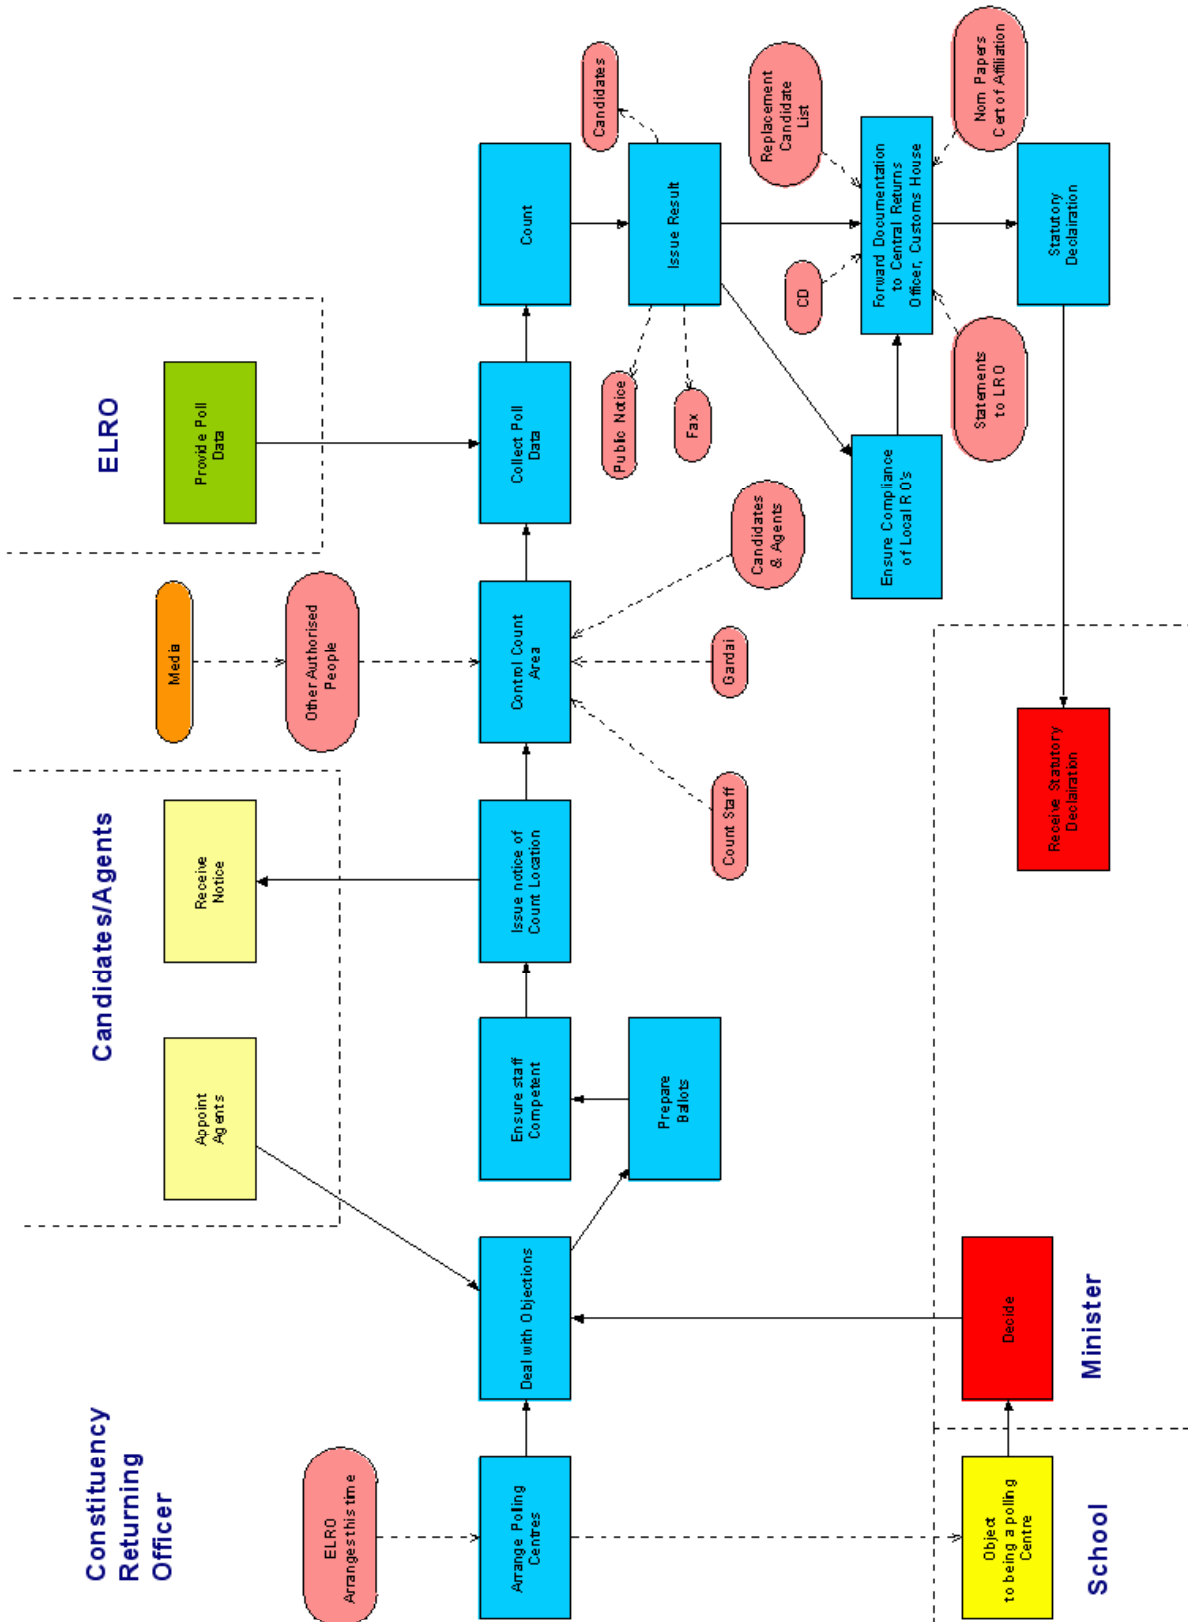 Constituency
Returning
Officer
Candidates/Agents
ELRO
Appoint
Agents
Receive
Notice
Media
Other Authorised
People
Provide Poll
Data
ELRO
Arranges this time
Arrange Polling
Centres
Deal with Objections
Ensure staff
Competent
Prepare
Ballots
Issue notice of
Count Location
Control Count
Area
Collect Poll
Data
Count
Count Staff
Gardai
Candidates
& Agents
Public Notice
Fax
Candidates
Issue Result
Ensure Compliance
of Local RO's
CD
Replacement
Candidate
List
Forward Documentation
to Central Returns
Officer, Customs House
Statements
to LRO
Nom Papers
Cert of Affiliation
Statutory
Declairation
Object
to being a polling
Centre
Decide
Receive Statutory
Declairation
School
Minister